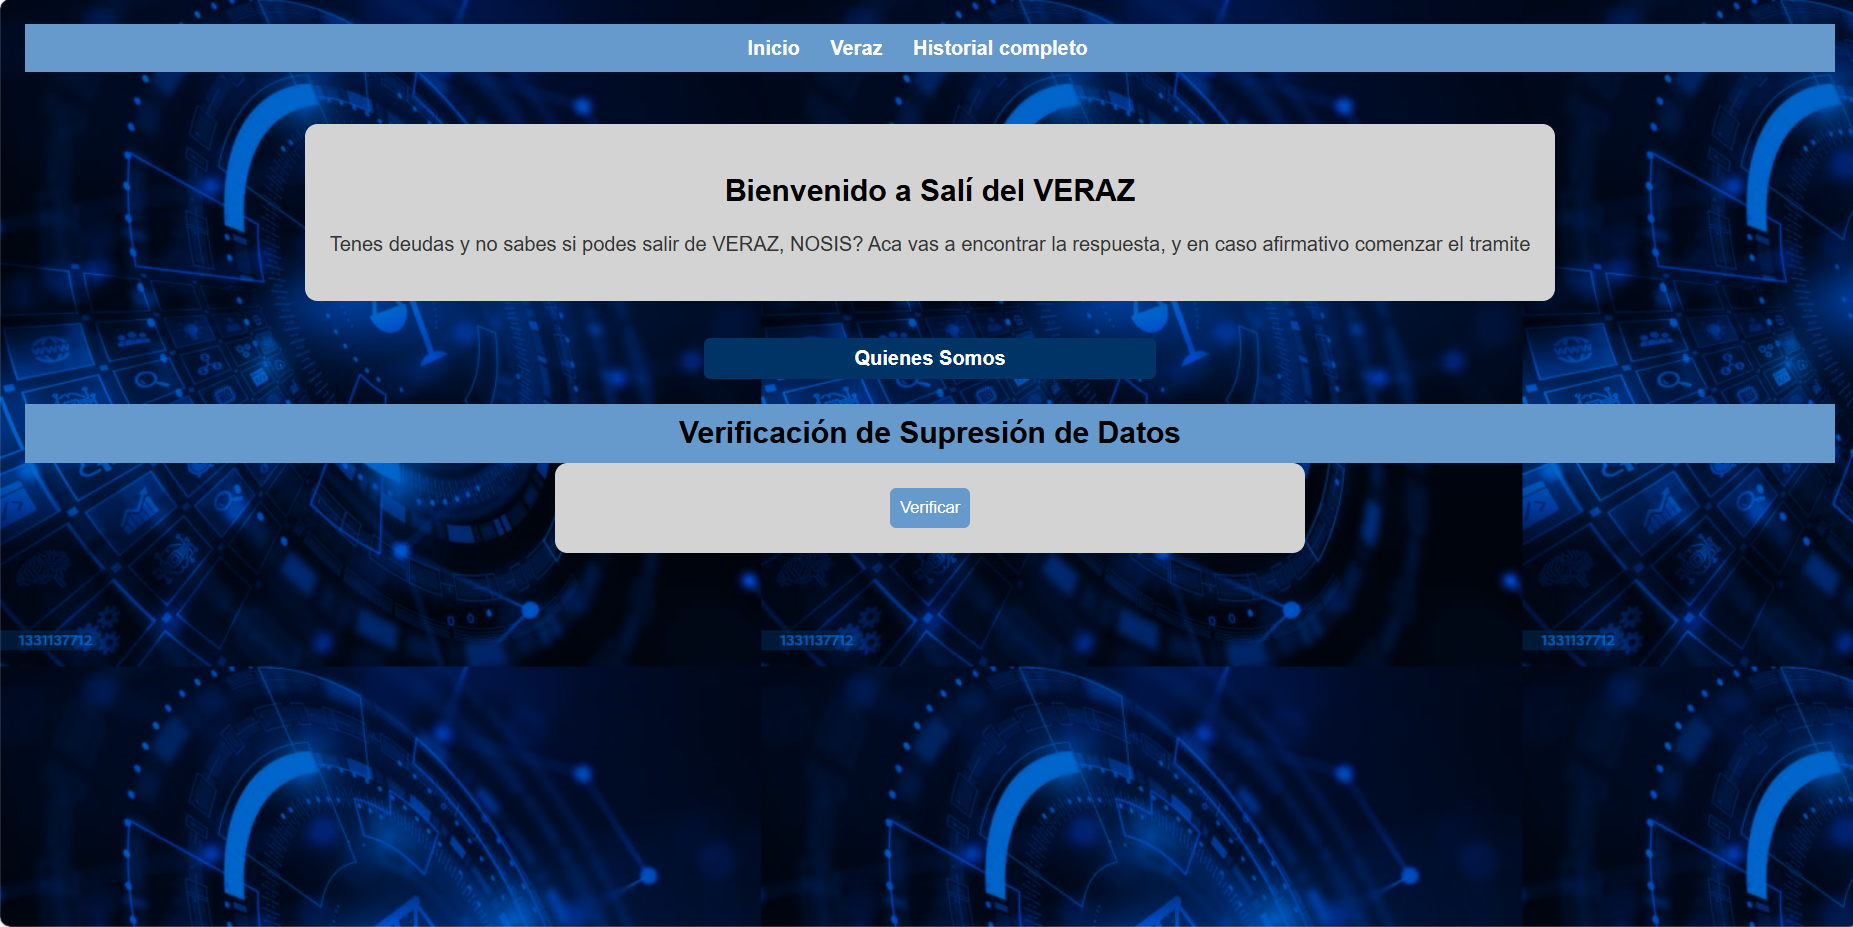 Inicio Veraz Historial completo
Bienvenido a Salí del VERAZ
Tenes deudas y no sabes si podes salir de VERAZ, NOSIS? Aca vas a encontrar la respuesta, y en caso afirmativo comenzar el tramite
WWW
WWW
Quienes Somos
Verificación de Supresión de Datos
Verificar
1331137712 1331137712 1331137712